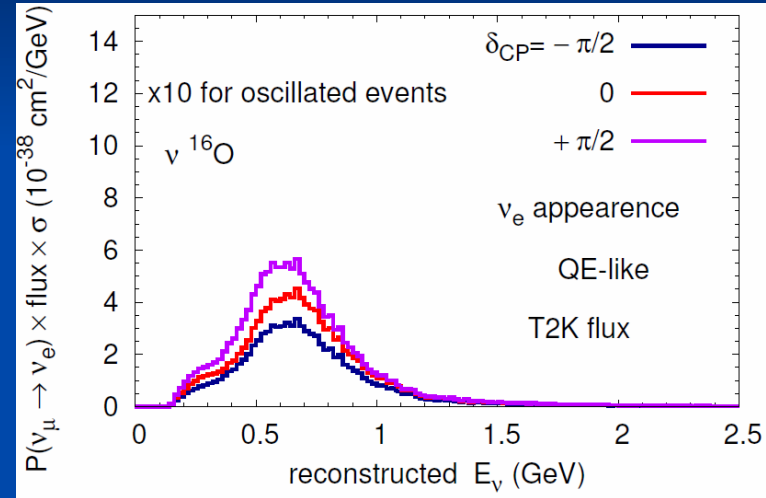 P(νμ → νe) × flux × σ (10⁻³⁸ cm²/GeV)
14
12
10
8
6
4
2
0
δCP= − π/2
0
+ π/2
x10 for oscillated events
ν ¹⁶O
νe appearence
QE-like
T2K flux
0 0.5 1 1.5 2 2.5
reconstructed Eν (GeV)